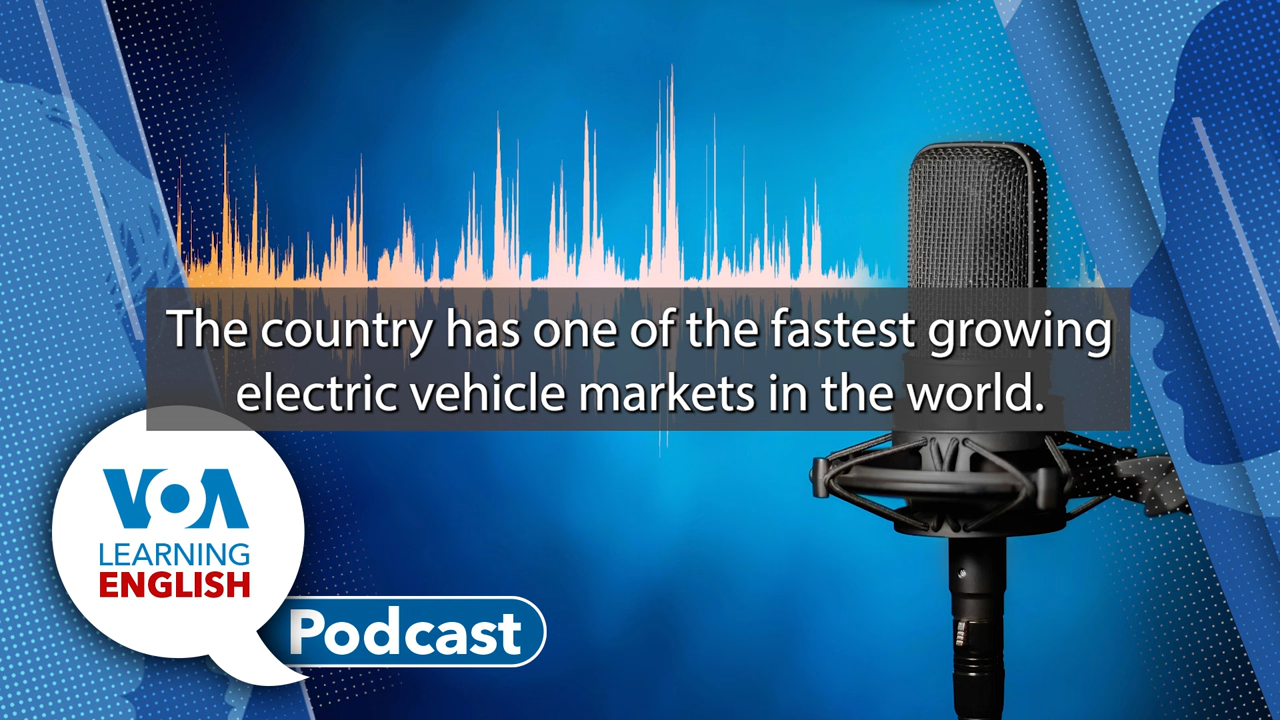 The country has one of the fastest growing
electric vehicle markets in the world.
VOA
LEARNING
ENGLISH
Podcast